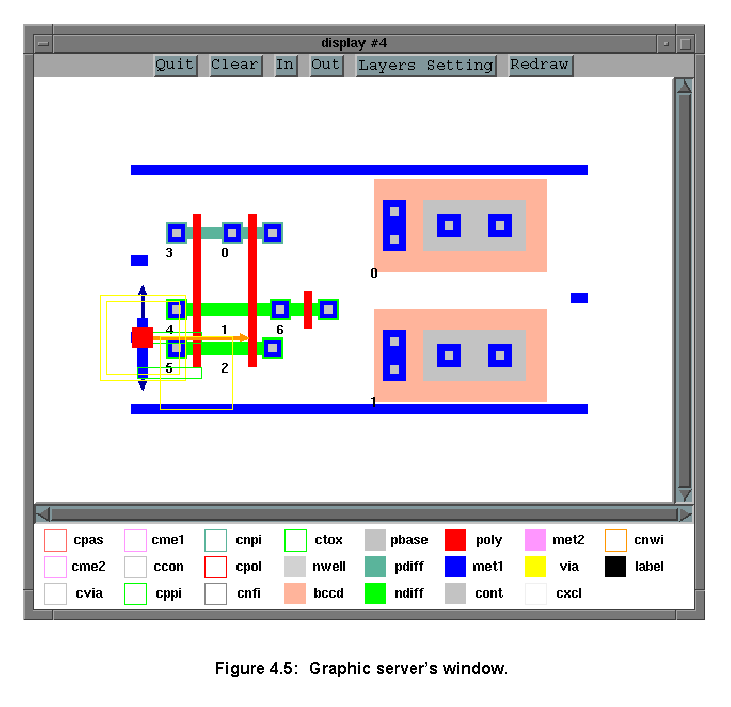 display #4
Quit Clear In Out Layers Setting Redraw
3 0
0
4 1 6
5 2
1
cpas cme1 cnpi ctox pbase poly met2 cnwi
cme2 ccon cpol nwell pdiff met1 via label
cvia cppi cnfi bccd ndiff cont cxcl
Figure 4.5: Graphic server's window.